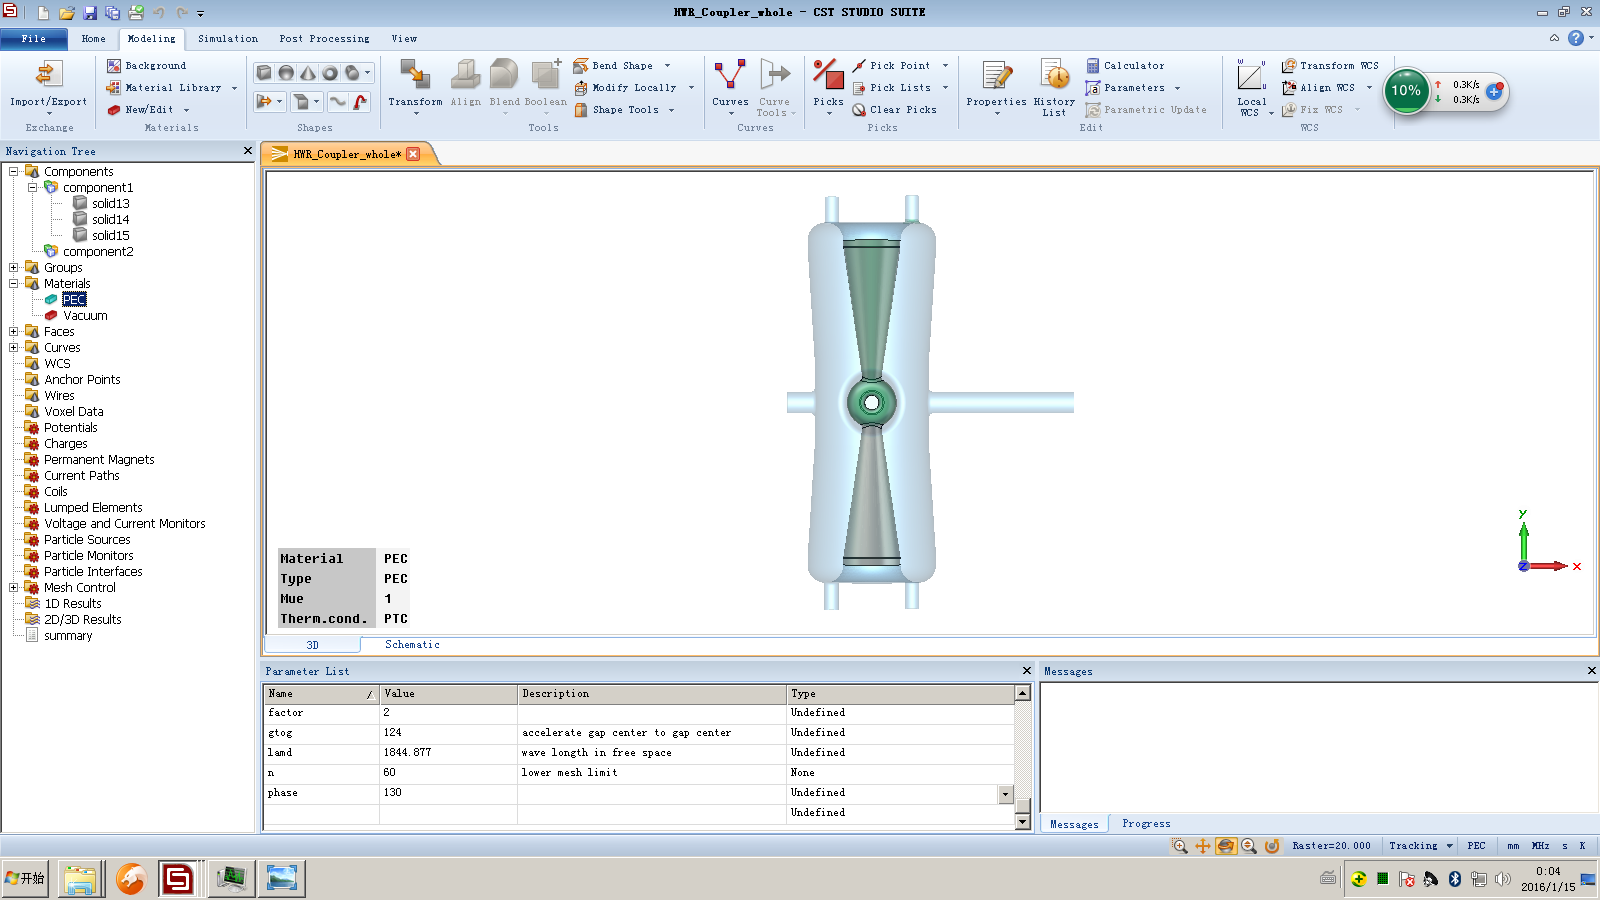 HWR_Coupler_whole - CST STUDIO SUITE
File Home Modeling Simulation Post Processing View
Import/Export
Exchange
Background
Material Library
New/Edit
Materials
Shapes
Transform Align Blend Boolean
Bend Shape
Modify Locally
Shape Tools
Tools
Curves Curve Tools
Curves
Picks
Pick Point
Pick Lists
Clear Picks
Picks
Properties History List
Calculator
Parameters
Parametric Update
Edit
Local WCS
Transform WCS
Align WCS
Fix WCS
WCS
10%
0.3K/s
0.3K/s
Navigation Tree
Components
component1
solid13
solid14
solid15
component2
Groups
Materials
PEC
Vacuum
Faces
Curves
WCS
Anchor Points
Wires
Voxel Data
Potentials
Charges
Permanent Magnets
Current Paths
Coils
Lumped Elements
Voltage and Current Monitors
Particle Sources
Particle Monitors
Particle Interfaces
Mesh Control
1D Results
2D/3D Results
summary
HWR_Coupler_whole*
Material PEC
Type PEC
Mue 1
Therm.cond. PTC
y
x
z
3D Schematic
Parameter List
Name Value Description Type
factor 2 Undefined
gtog 124 accelerate gap center to gap center Undefined
lamd 1844.877 wave length in free space Undefined
n 60 lower mesh limit None
phase 130 Undefined
Undefined
Messages
Messages Progress
Raster=20.000 Tracking PEC mm MHz s K
开始
0:04
2016/1/15